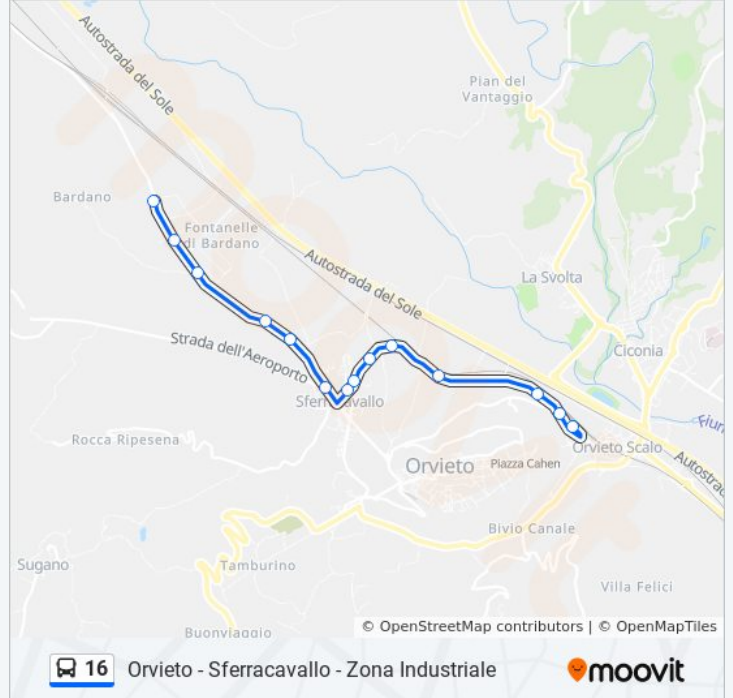 Autostrada del Sole
Pian del
Vantaggio
Bardano
Fontanelle
di Bardano
Autostrada del Sole
La Svolta
Strada dell'Aeroporto
Ciconia
Sferracavallo
Fium
Rocca Ripesena
Orvieto
Piazza Cahen
Orvieto Scalo
Autostrac
Bivio Canale
Sugano
Tamburino
Villa Felici
Buonviaggio
© OpenStreetMap contributors | © OpenMapTiles
16 Orvieto - Sferracavallo - Zona Industriale
moovit